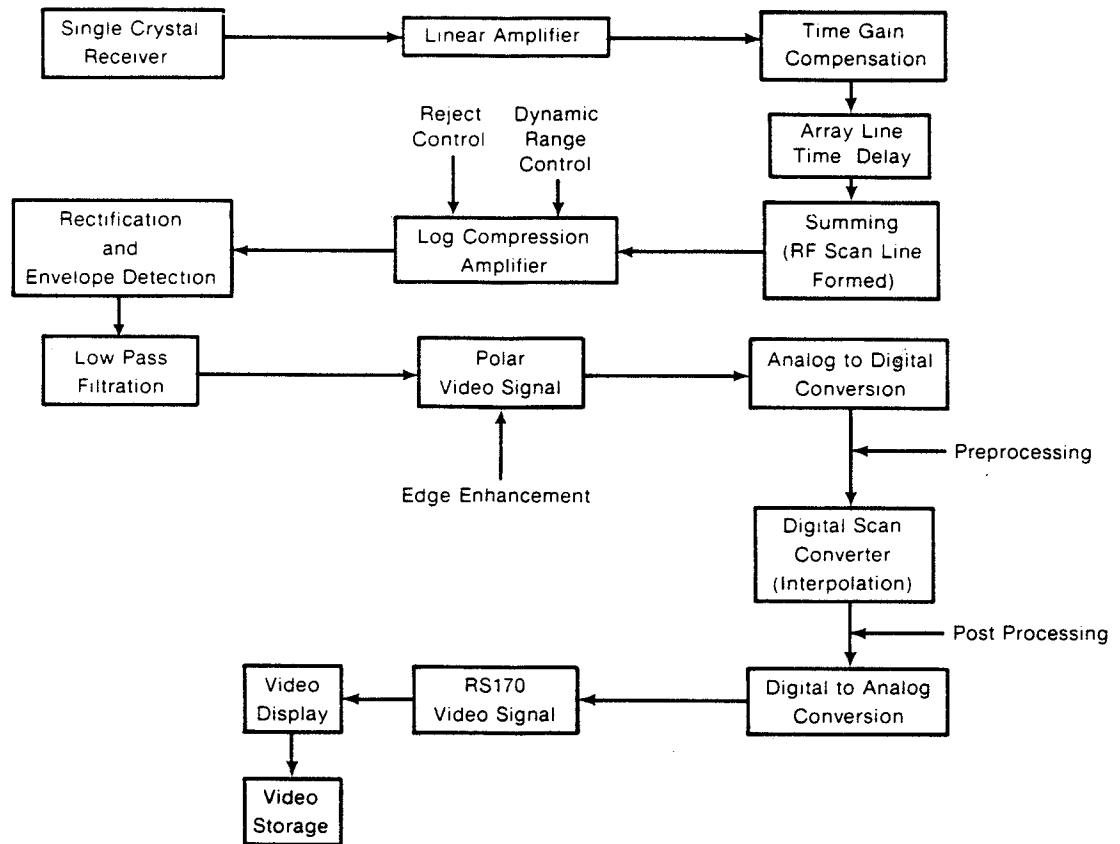 Single Crystal
Receiver
Linear Amplifier
Time Gain
Compensation
Array Line
Time Delay
Reject
Control
Dynamic
Range
Control
Rectification
and
Envelope Detection
Log Compression
Amplifier
Summing
(RF Scan Line
Formed)
Low Pass
Filtration
Polar
Video Signal
Analog to Digital
Conversion
Edge Enhancement
Preprocessing
Digital Scan
Converter
(Interpolation)
Post Processing
Video
Display
RS170
Video Signal
Digital to Analog
Conversion
Video
Storage